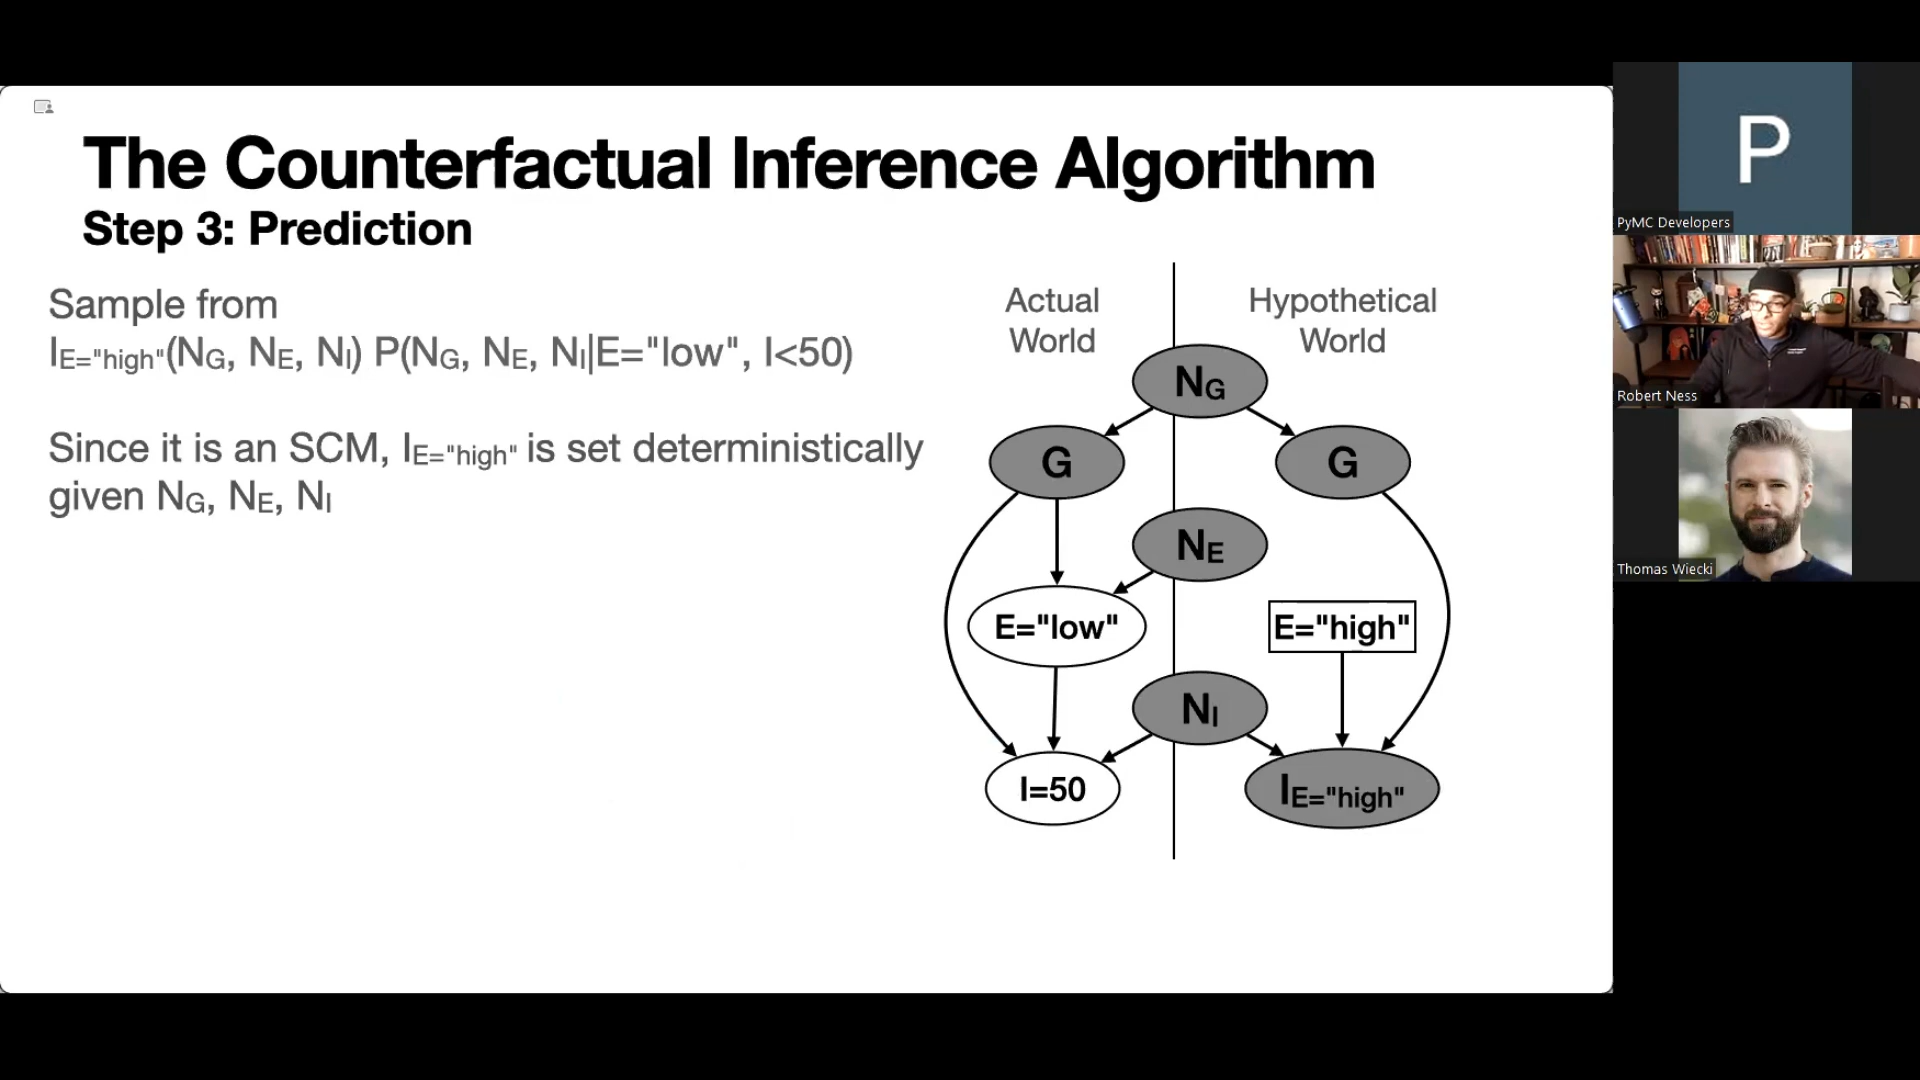 The Counterfactual Inference Algorithm
Step 3: Prediction
Sample from
IE="high"(NG, NE, NI) P(NG, NE, NI|E="low", I<50)
Since it is an SCM, IE="high" is set deterministically
given NG, NE, NI
Actual
World
Hypothetical
World
NG
G
G
NE
E="low"
E="high"
NI
I=50
IE="high"
P
PyMC Developers
Robert Ness
Thomas Wiecki